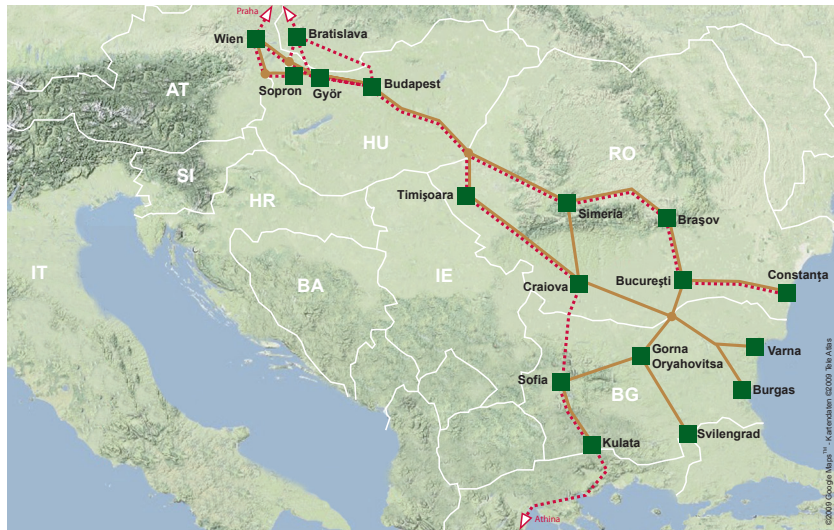 Praha
Wien
Bratislava
Sopron
Györ
Budapest
AT
HU
SI
HR
RO
Timişoara
Simeria
Braşov
IT
BA
IE
Craiova
Bucureşti
Constanţa
Gorna
Oryahovitsa
Varna
Sofia
BG
Burgas
Svilengrad
Kulata
Athina
©2009 Google Maps™ - Kartendaten ©2009 Tele Atlas